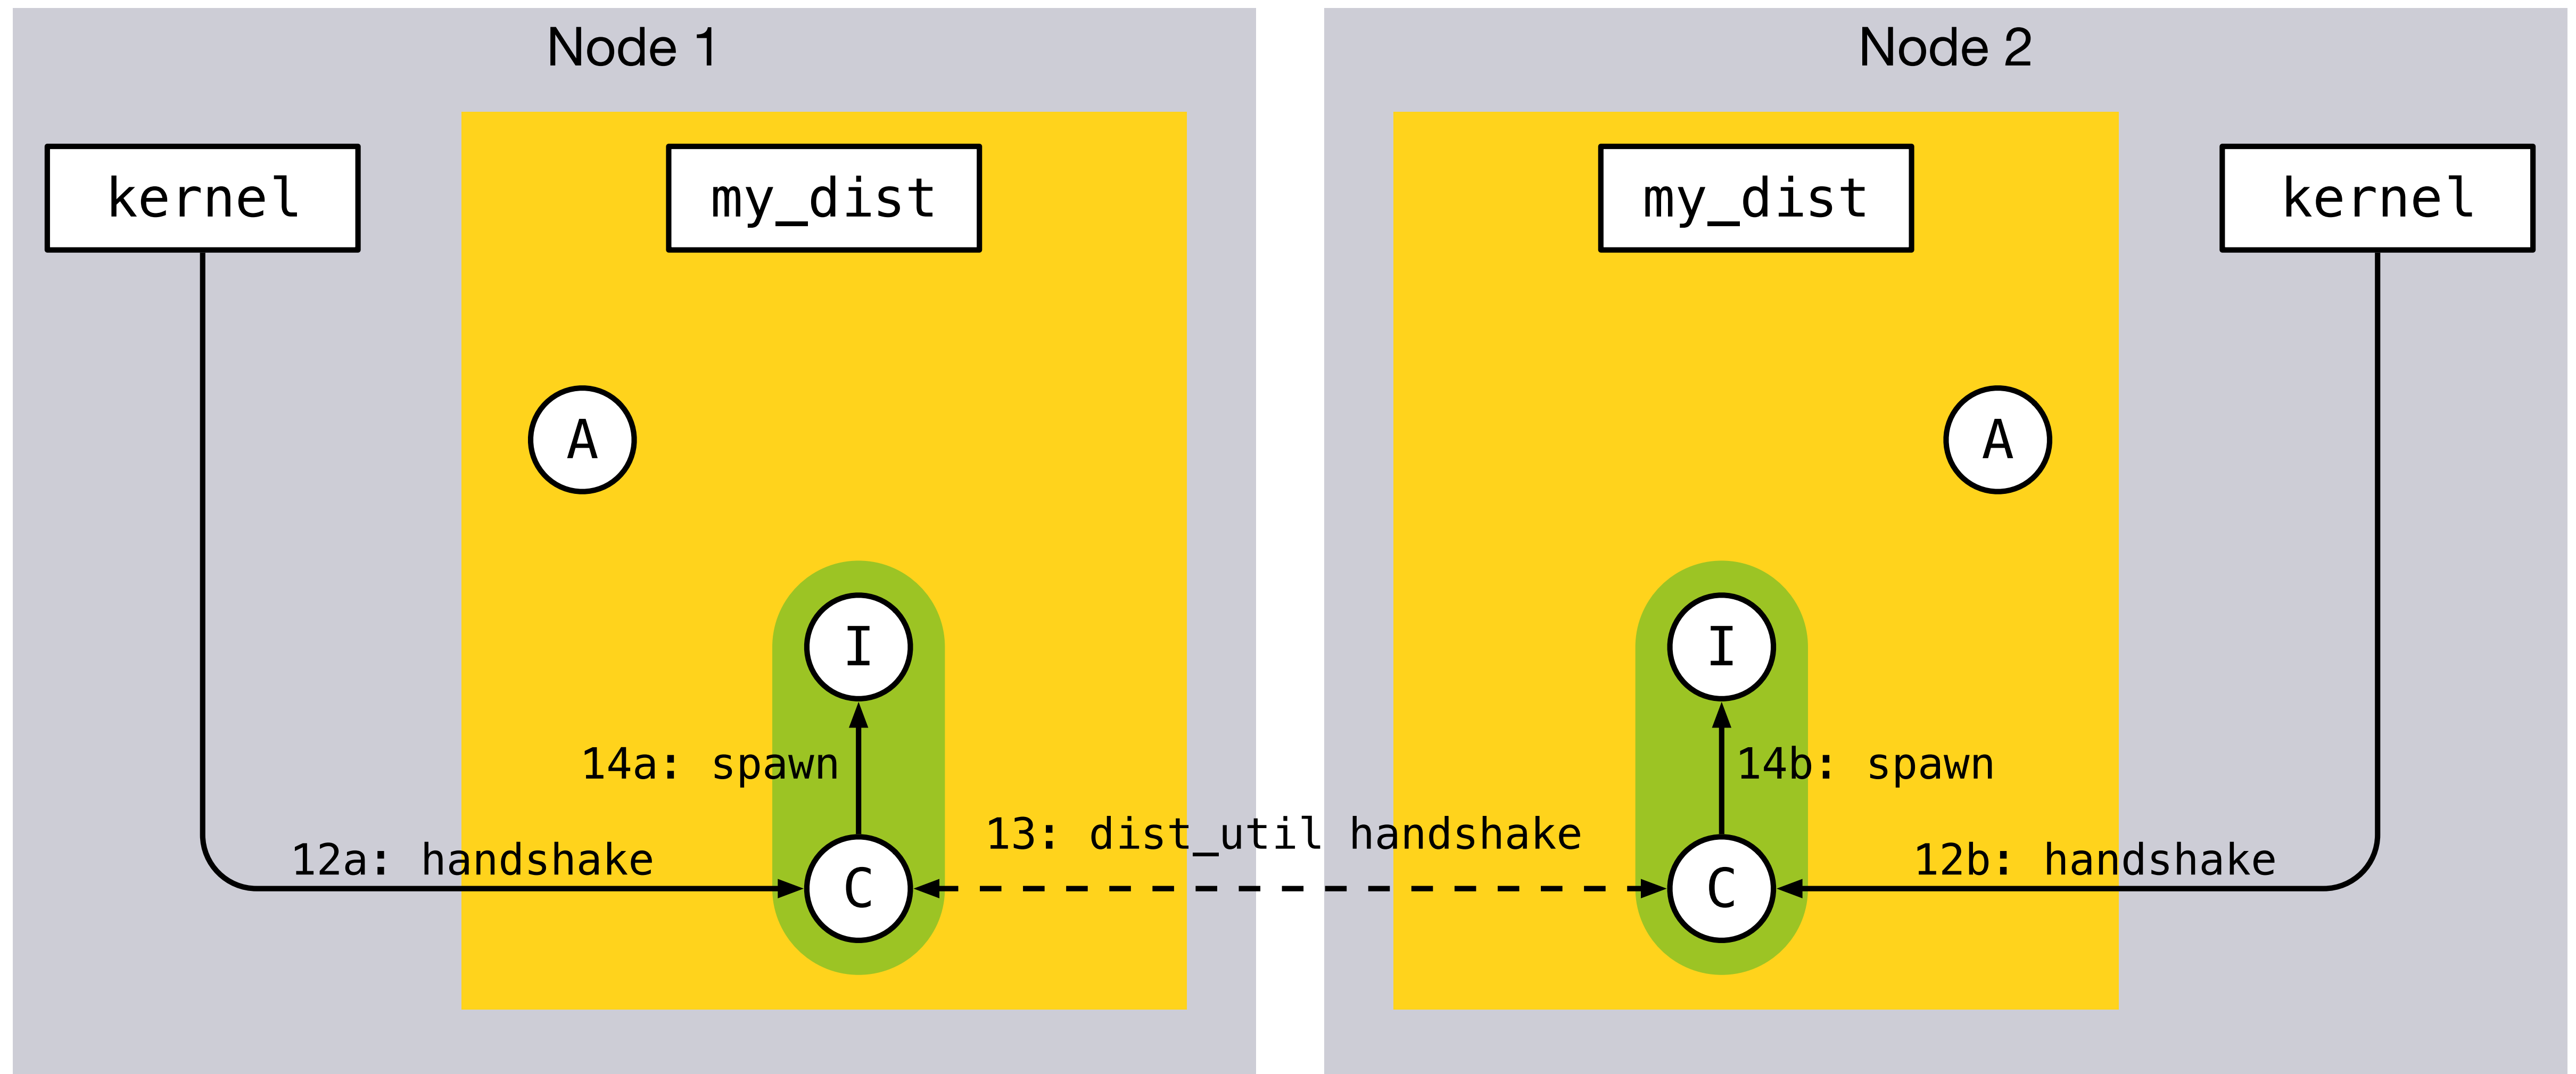 Node 1
Node 2
kernel
my_dist
my_dist
kernel
A
A
I
I
14a: spawn
14b: spawn
13: dist_util handshake
12a: handshake
12b: handshake
C
C